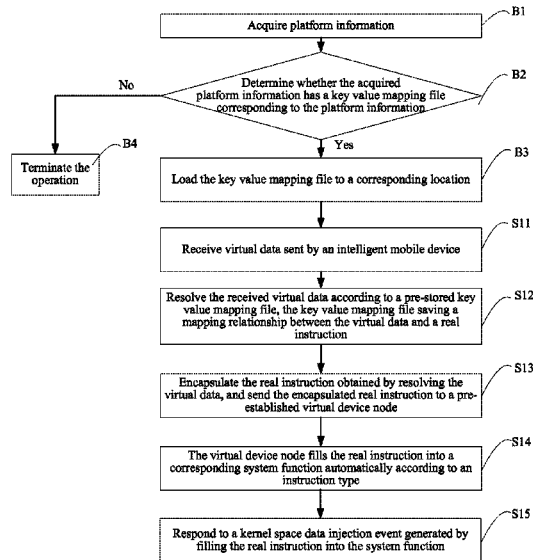 B1
Acquire platform information
B2
Determine whether the acquired
platform information has a key value mapping file
corresponding to the platform information
No
Yes
B4
Terminate the
operation
B3
Load the key value mapping file to a corresponding location
S11
Receive virtual data sent by an intelligent mobile device
S12
Resolve the received virtual data according to a pre-stored key
value mapping file, the key value mapping file saving a
mapping relationship between the virtual data and a real
instruction
S13
Encapsulate the real instruction obtained by resolving the
virtual data, and send the encapsulated real instruction to a pre-
established virtual device node
S14
The virtual device node fills the real instruction into a
corresponding system function automatically according to an
instruction type
S15
Respond to a kernel space data injection event generated by
filling the real instruction into the system function